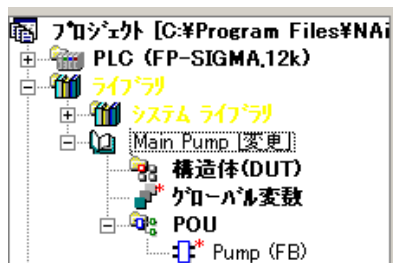 ﾌﾟﾛｼﾞｪｸﾄ [C:¥Program Files¥NAi
PLC (FP-SIGMA,12k)
ﾗｲﾌﾞﾗﾘ
ｼｽﾃﾑ ﾗｲﾌﾞﾗﾘ
Main Pump [変更]
構造体(DUT)
ｸﾞﾛｰﾊﾞﾙ変数
POU
Pump (FB)